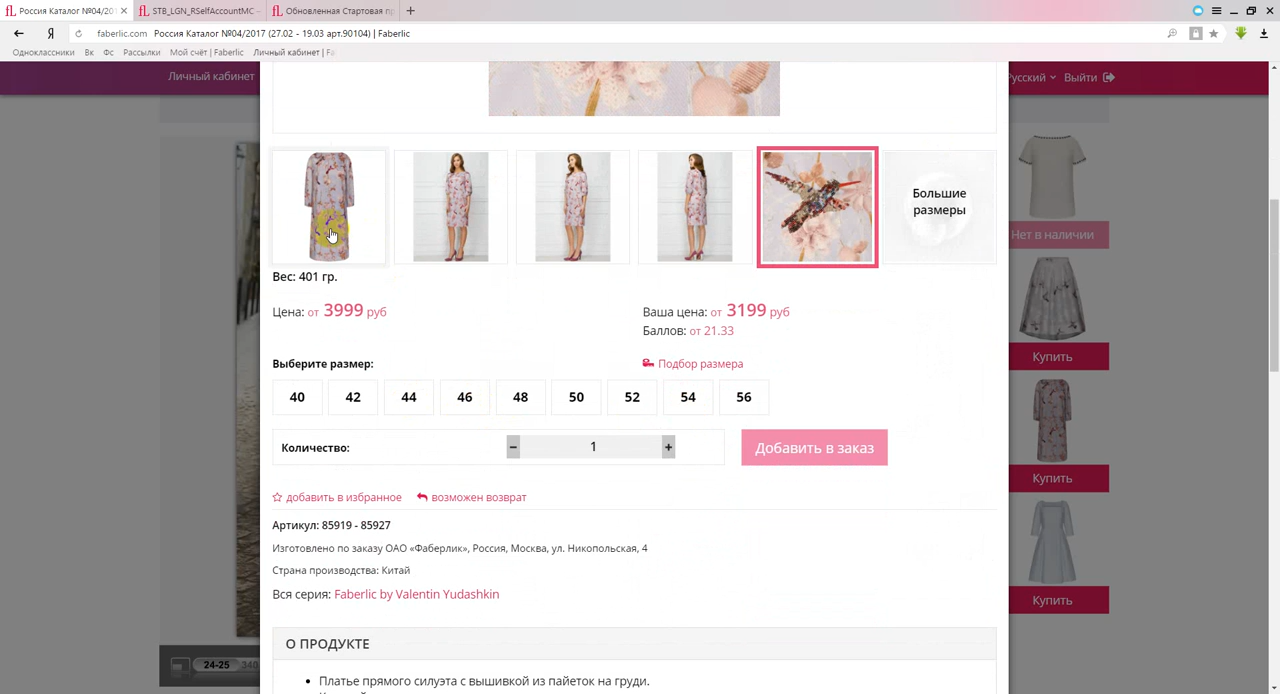 Россия Каталог №04/201
STB_LGN_RSelfAccountMC –
Обновленная Стартовая п
faberlic.com Россия Каталог №04/2017 (27.02 - 19.03 арт.90104) | Faberlic
Одноклассники Вк Фс Рассылки Мой счёт | Faberlic Личный кабинет | Fa
Личный кабинет
Русский
Выйти
Большие
размеры
Вес: 401 гр.
Цена: от 3999 руб
Ваша цена: от 3199 руб
Баллов: от 21.33
Выберите размер:
Подбор размера
40 42 44 46 48 50 52 54 56
Количество: − 1 +
Добавить в заказ
добавить в избранное
возможен возврат
Артикул: 85919 - 85927
Изготовлено по заказу ОАО «Фаберлик», Россия, Москва, ул. Никольская, 4
Страна производства: Китай
Вся серия: Faberlic by Valentin Yudashkin
О ПРОДУКТЕ
• Платье прямого силуэта с вышивкой из пайеток на груди.
Нет в наличии
Купить
Купить
Купить
24-25
340